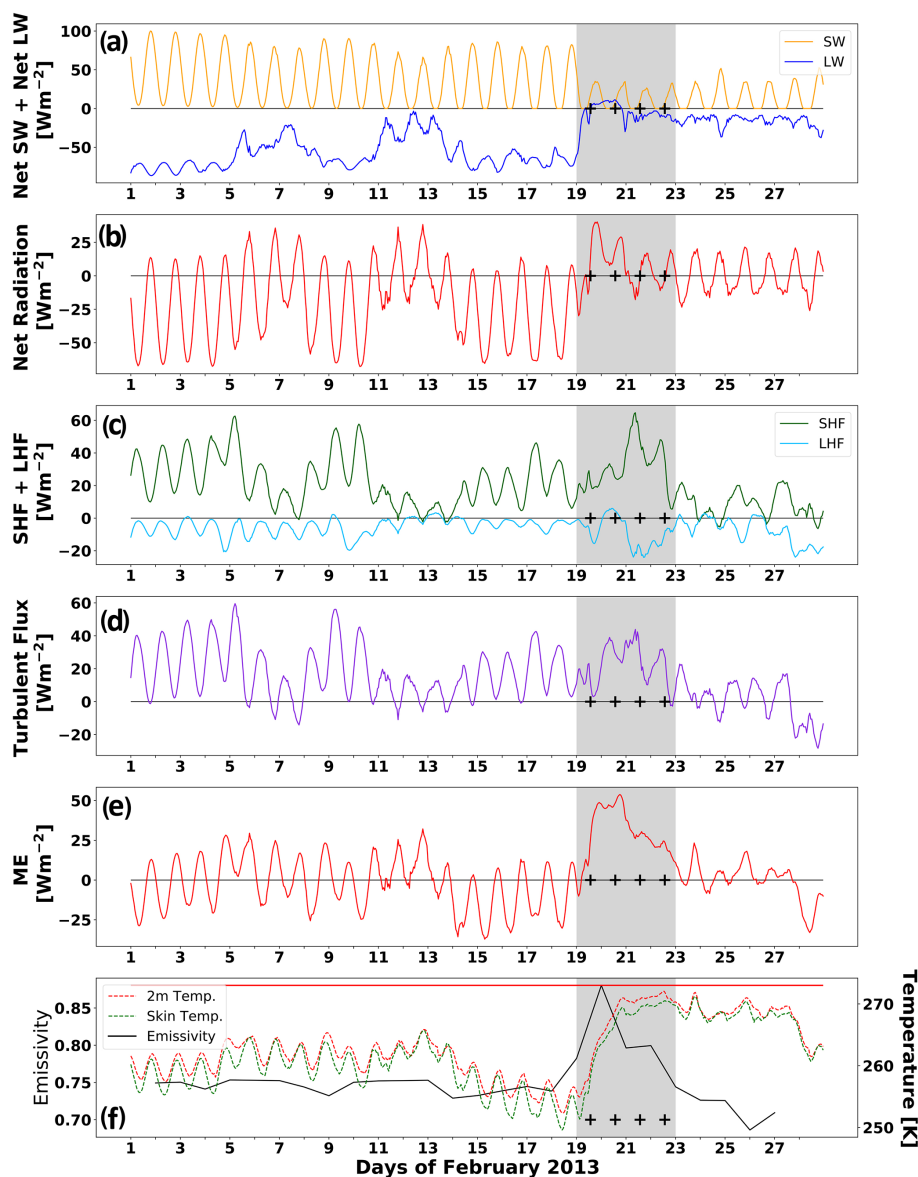 (a)
SW
LW
Net SW + Net LW
[Wm−2]
100
50
0
−50
1 3 5 7 9 11 13 15 17 19 21 23 25 27
(b)
Net Radiation
[Wm−2]
25
0
−25
−50
1 3 5 7 9 11 13 15 17 19 21 23 25 27
(c)
SHF
LHF
SHF + LHF
[Wm−2]
60
40
20
0
−20
1 3 5 7 9 11 13 15 17 19 21 23 25 27
(d)
Turbulent Flux
[Wm−2]
60
40
20
0
−20
1 3 5 7 9 11 13 15 17 19 21 23 25 27
(e)
ME
[Wm−2]
50
25
0
−25
1 3 5 7 9 11 13 15 17 19 21 23 25 27
2m Temp.
Skin Temp.
Emissivity
Emissivity
0.85
0.80
0.75
0.70
(f)
270
260
250
Temperature [K]
1 3 5 7 9 11 13 15 17 19 21 23 25 27
Days of February 2013